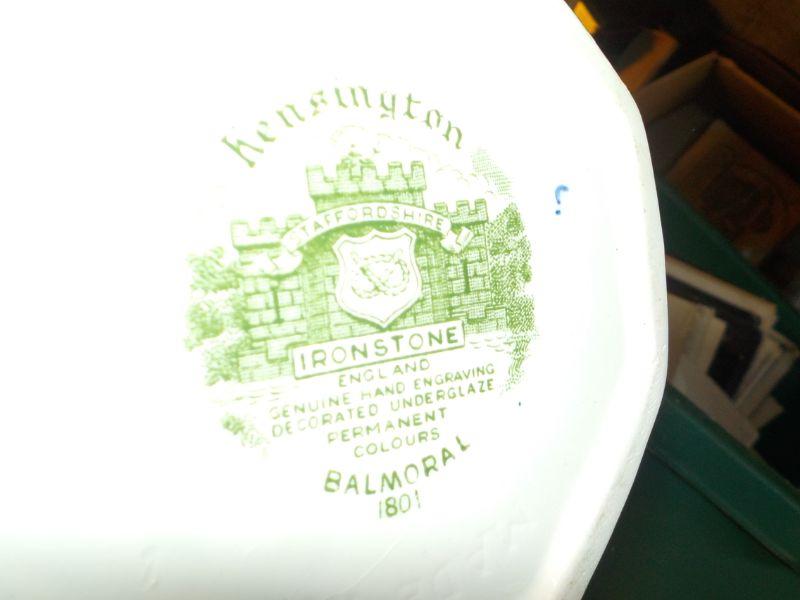 Kensington
STAFFORDSHIRE
IRONSTONE
ENGLAND
GENUINE HAND ENGRAVING
DECORATED UNDERGLAZE
PERMANENT
COLOURS
BALMORAL
1801